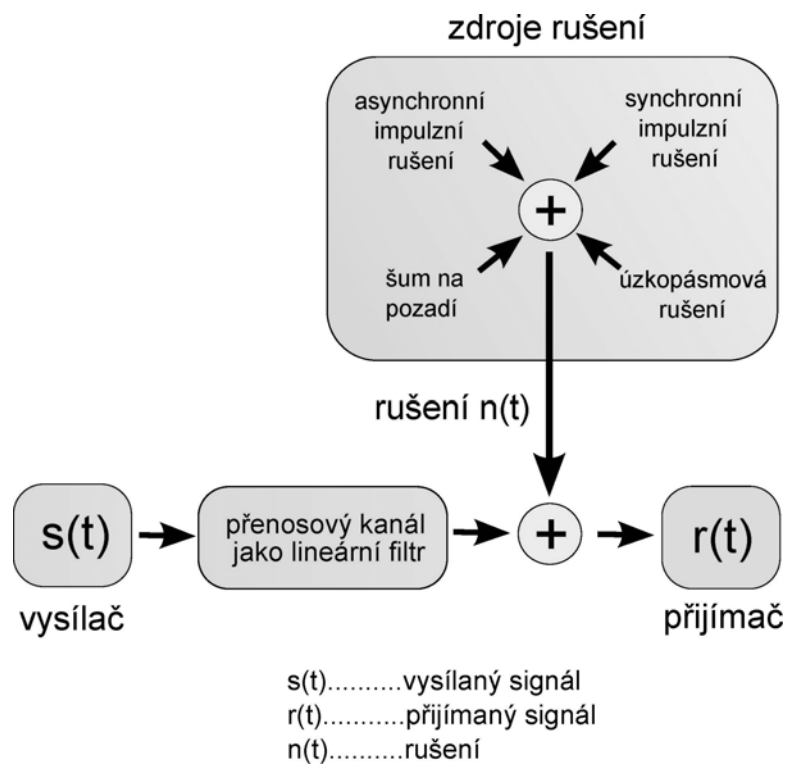 zdroje rušení
asynchronní
impulzní
rušení
synchronní
impulzní
rušení
+
šum na
pozadí
úzkopásmová
rušení
rušení n(t)
s(t)
přenosový kanál
jako lineární filtr
+
r(t)
vysílač
přijímač
s(t)..........vysílaný signál
r(t)...........přijímaný signál
n(t)..........rušení